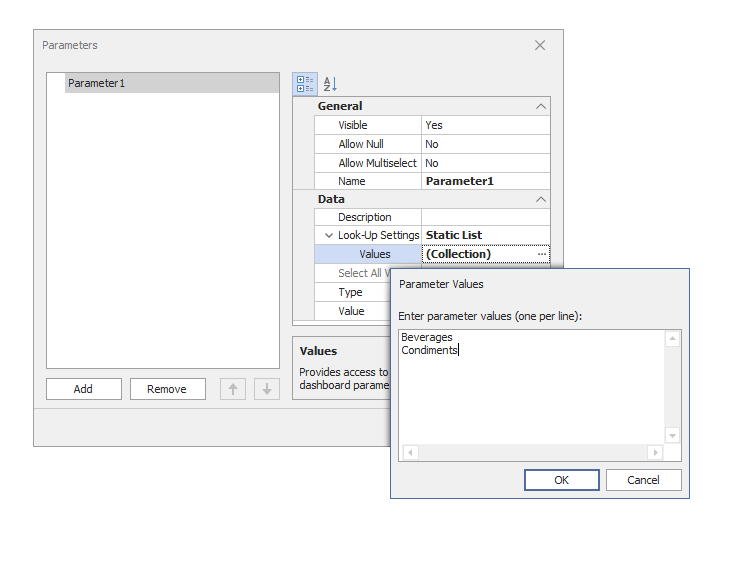 Parameters
Parameter1
General
Visible Yes
Allow Null No
Allow Multiselect No
Name Parameter1
Data
Description
Look-Up Settings Static List
Values (Collection) ...
Select All
Type
Value
Values
Provides access to
dashboard parame
Add Remove
Parameter Values
Enter parameter values (one per line):
Beverages
Condiments
OK Cancel